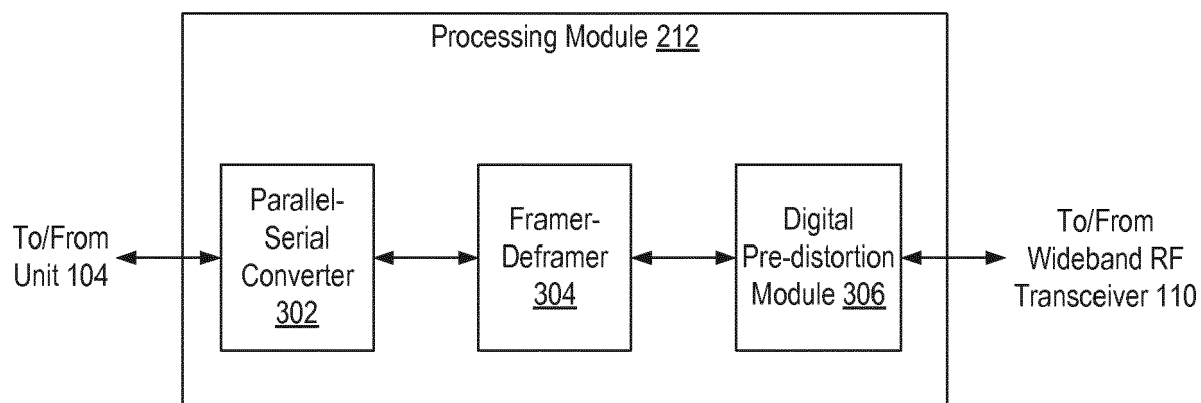 Processing Module 212
To/From
Unit 104
Parallel-
Serial
Converter
302
Framer-
Deframer
304
Digital
Pre-distortion
Module 306
To/From
Wideband RF
Transceiver 110